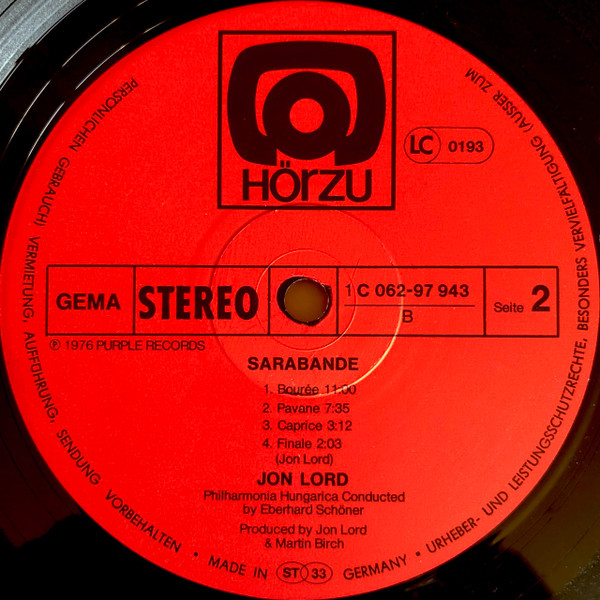 HÖRZU
LC 0193
GEMA
STEREO
1 C 062-97 943
B
Seite 2
℗ 1976 PURPLE RECORDS
SARABANDE
1. Bourée 11:00
2. Pavane 7:35
3. Caprice 3:12
4. Finale 2:03
(Jon Lord)
JON LORD
Philharmonia Hungarica Conducted
by Eberhard Schöner
Produced by Jon Lord
& Martin Birch
• MADE IN ST 33 GERMANY • URHEBER- UND LEISTUNGSSCHUTZRECHTE, BESONDERS VERVIELFÄLTIGUNG (AUSSER ZUM PERSÖNLICHEN GEBRAUCH) VERMIETUNG, AUFFÜHRUNG, SENDUNG VORBEHALTEN